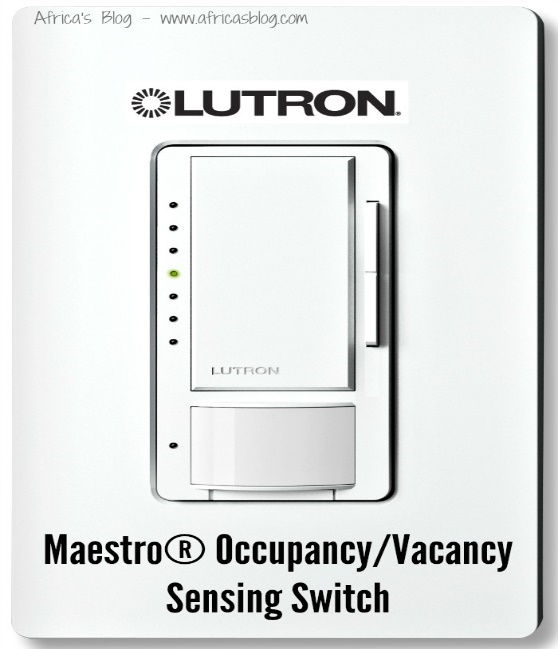 Africa's Blog - www.africasblog.com
LUTRON®
LUTRON
Maestro® Occupancy/Vacancy
Sensing Switch